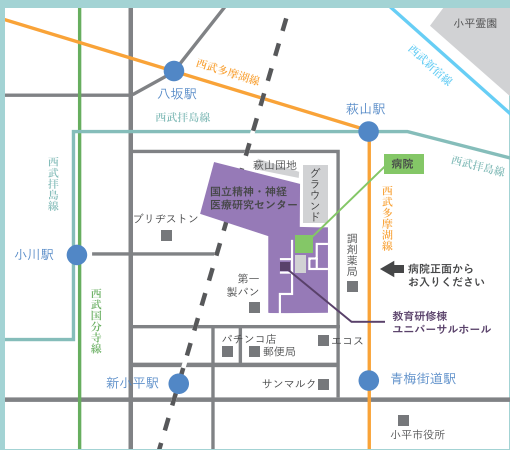 小平霊園
西武新宿線
西武多摩湖線
八坂駅
萩山駅
西武拝島線
西武拝島線
西武拝島線
萩山団地
病院
グラウンド
国立精神・神経
医療研究センター
西武多摩湖線
ブリヂストン
調剤薬局
小川駅
病院正面から
お入りください
第一
製パン
西武国分寺線
教育研修棟
ユニバーサルホール
パチンコ店
郵便局
エコス
新小平駅
サンマルク
青梅街道駅
小平市役所